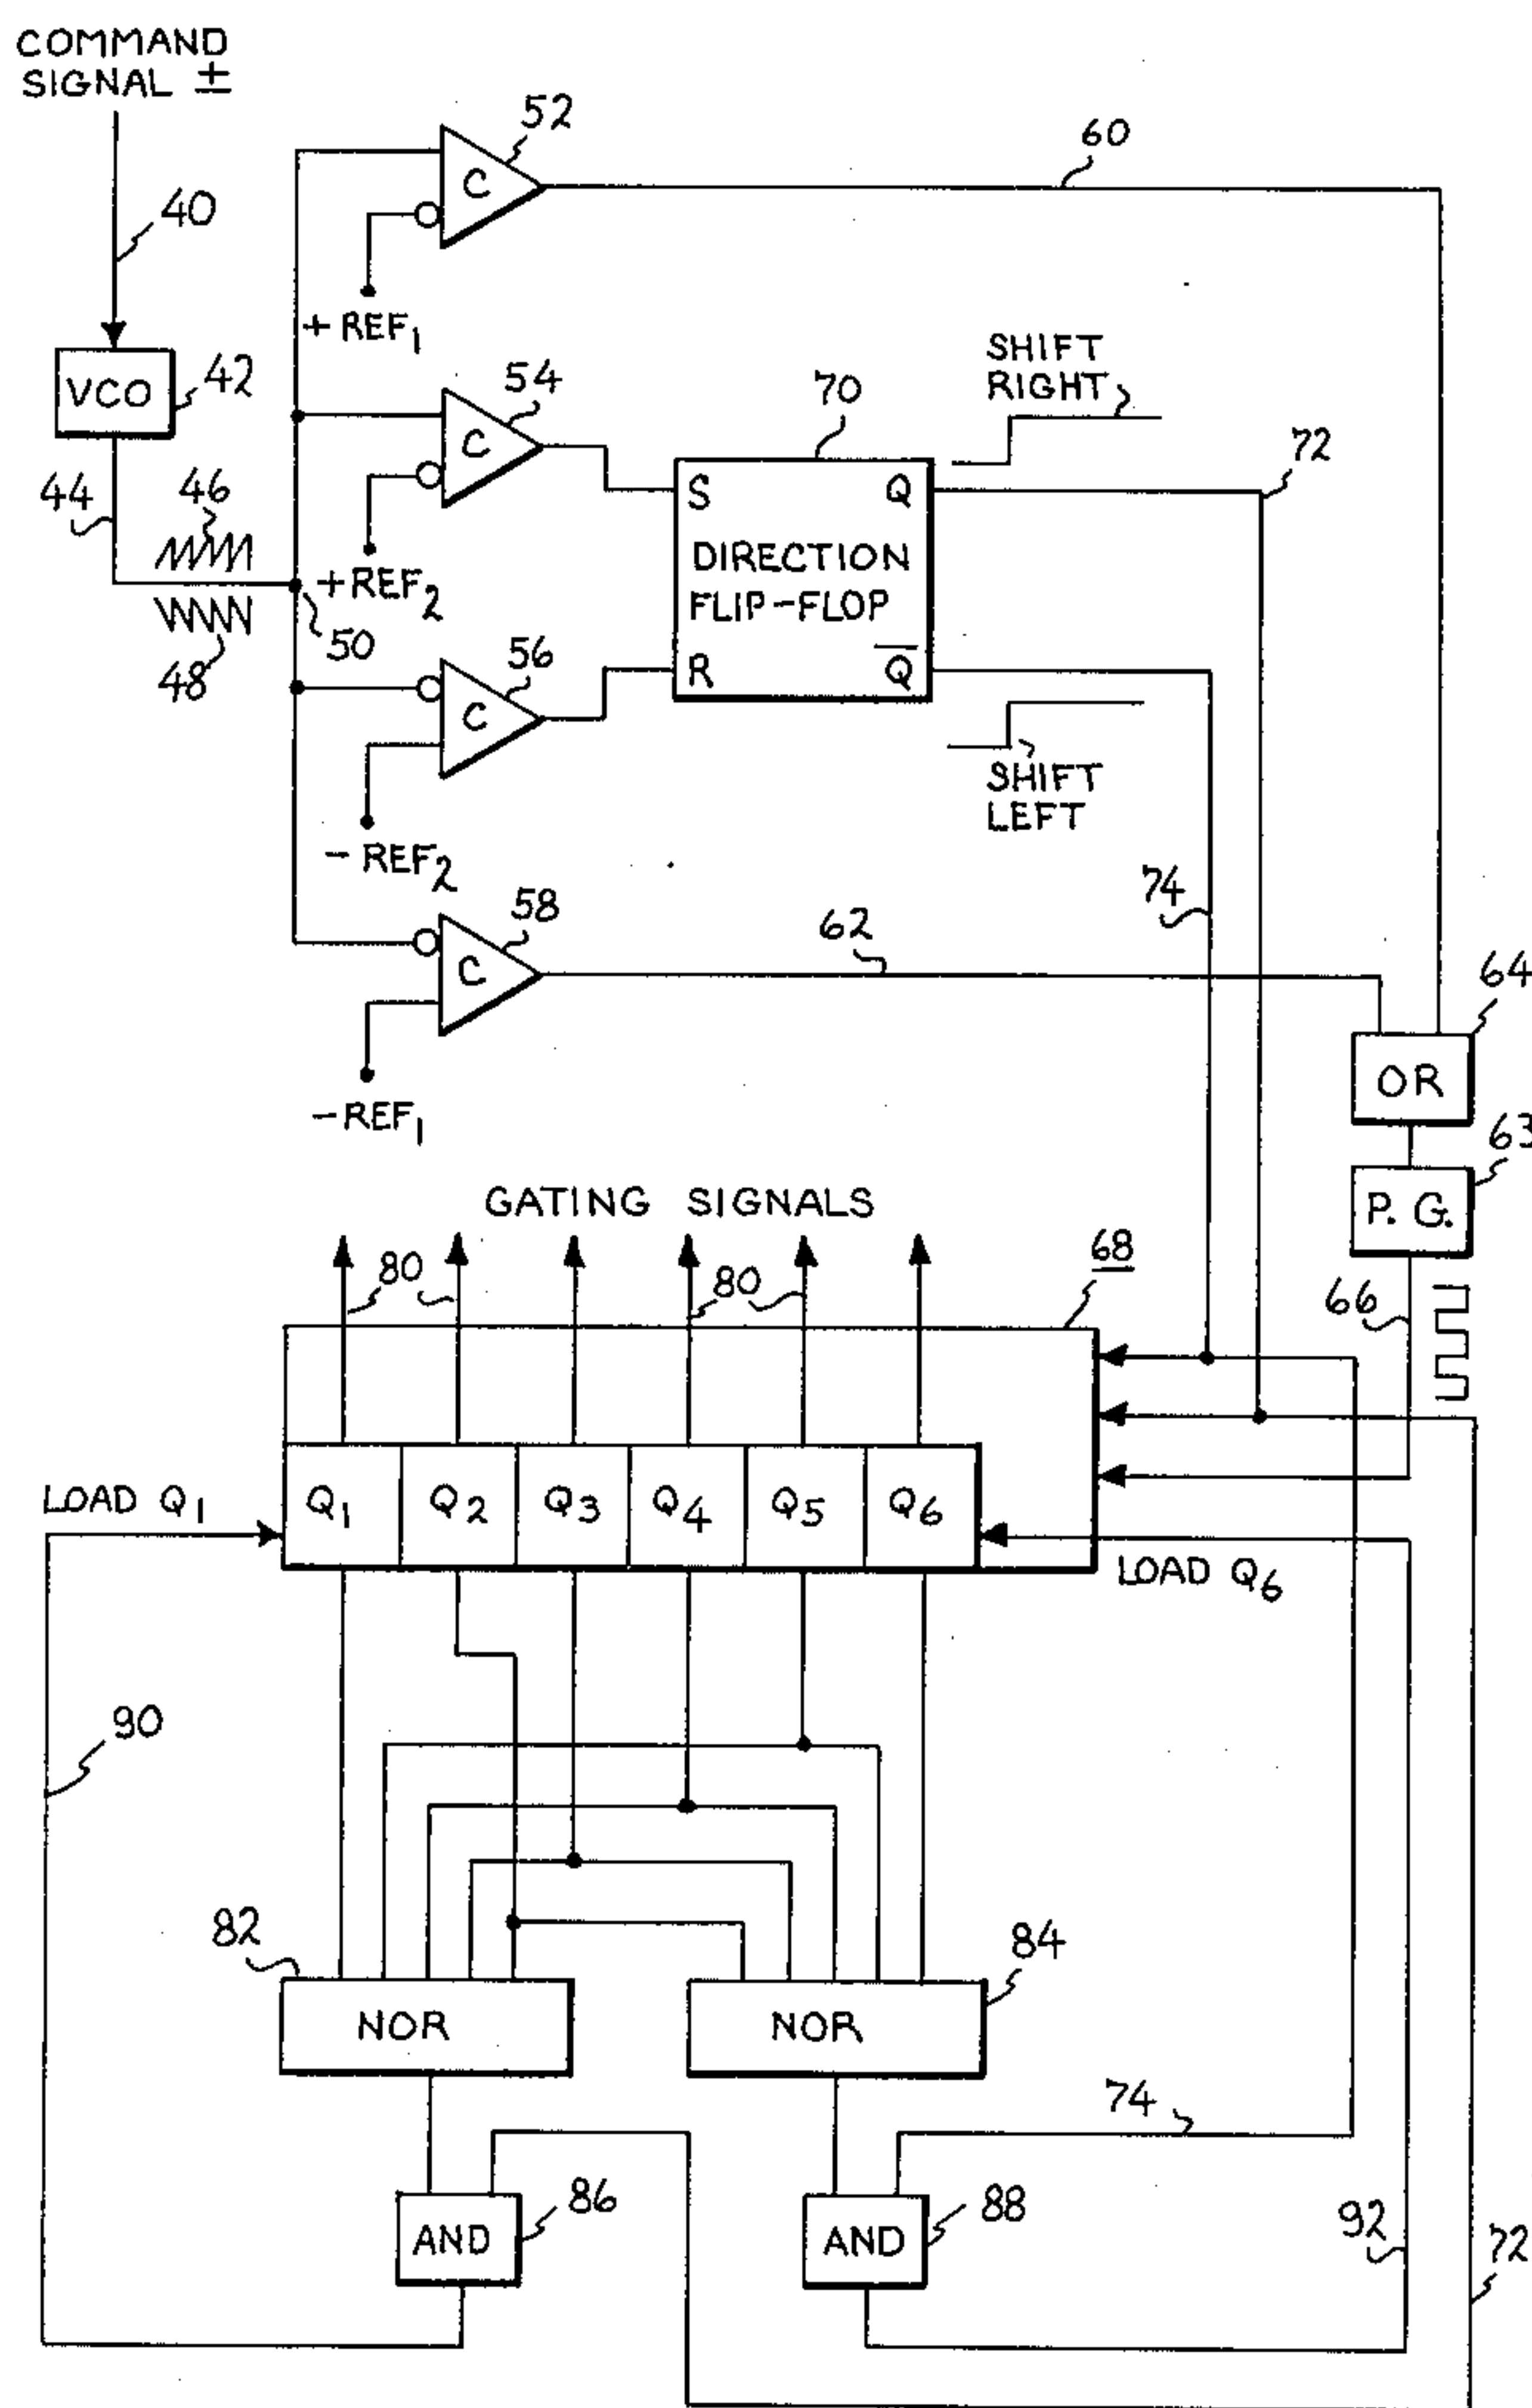 COMMAND
SIGNAL ±
52
60
C
40
+ REF1
SHIFT
RIGHT
VCO
42
54
70
72
C
44
46
S
Q
DIRECTION
FLIP-FLOP
+REF2
50
48
56
R
Q̅
C
SHIFT
LEFT
- REF2
74
58
62
C
64
OR
-REF1
63
P. G.
GATING SIGNALS
68
80
80
66
LOAD Q1
Q1
Q2
Q3
Q4
Q5
Q6
LOAD Q6
90
82
84
NOR
NOR
74
86
88
AND
AND
92
72